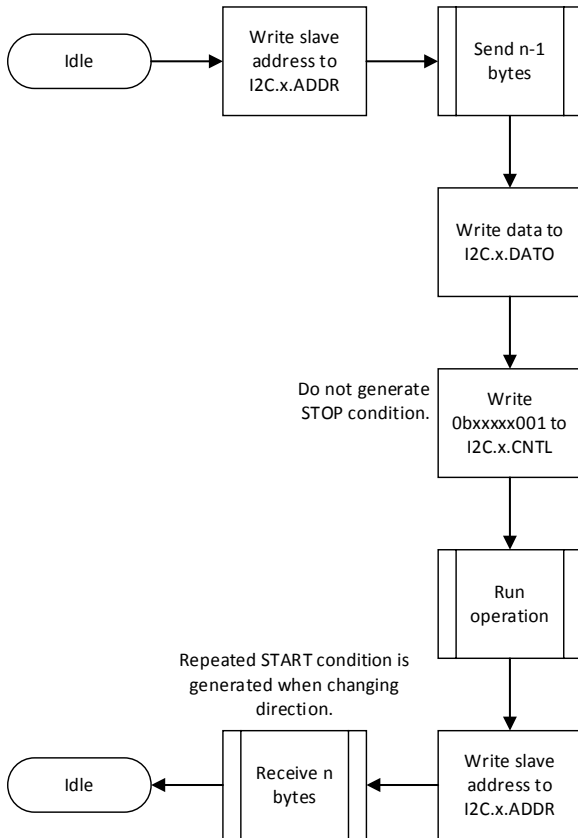 Idle
Write slave
address to
I2C.x.ADDR
Send n-1
bytes
Write data to
I2C.x.DATO
Do not generate
STOP condition.
Write
0bxxxxx001 to
I2C.x.CNTL
Run
operation
Repeated START condition is
generated when changing
direction.
Idle
Receive n
bytes
Write slave
address to
I2C.x.ADDR